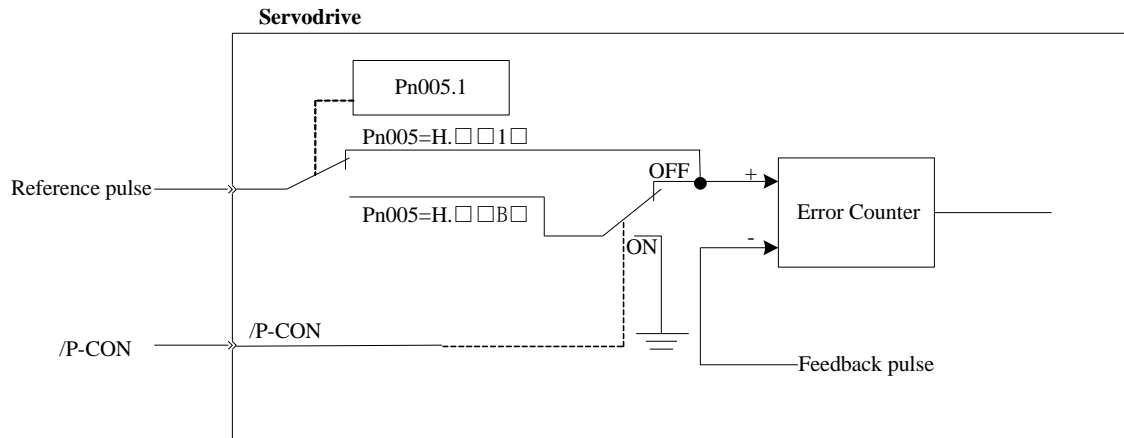 Servodrive
Pn005.1
Pn005=H.□□1□
Reference pulse
OFF
+
Error Counter
Pn005=H.□□B□
ON
-
/P-CON
/P-CON
Feedback pulse